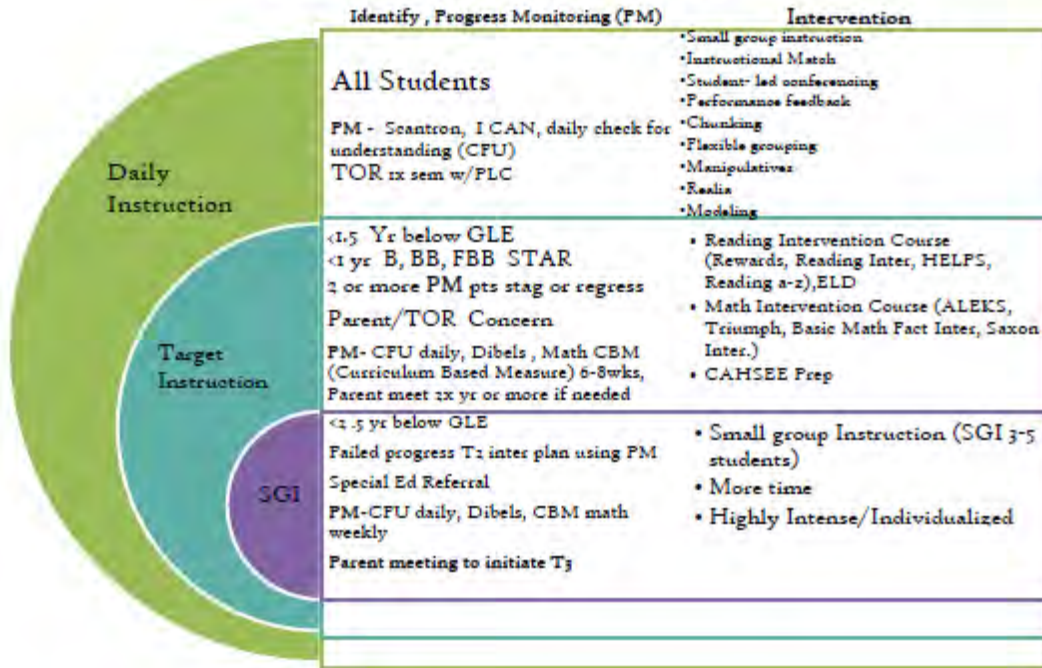 Identify , Progress Monitoring (PM)
Intervention
Daily
Instruction
All Students
PM - Scantron, I CAN, daily check for
understanding (CFU)
TOR 1x sem w/PLC
•Small group instruction
•Instructional Match
•Student- led conferencing
•Performance feedback
•Chunking
•Flexible grouping
•Manipulatives
•Realia
•Modeling
Target
Instruction
<1.5 Yr below GLE
<1 yr B, BB, FBB STAR
2 or more PM pts stag or regress
Parent/TOR Concern
PM- CFU daily, Dibels , Math CBM
(Curriculum Based Measure) 6-8wks,
Parent meet 2x yr or more if needed
• Reading Intervention Course
(Rewards, Reading Inter, HELPS,
Reading a-z),ELD
• Math Intervention Course (ALEKS,
Triumph, Basic Math Fact Inter, Saxon
Inter.)
• CAHSEE Prep
SGI
<2 .5 yr below GLE
Failed progress T2 inter plan using PM
Special Ed Referral
PM-CFU daily, Dibels, CBM math
weekly
Parent meeting to initiate T3
• Small group Instruction (SGI 3-5
students)
• More time
• Highly Intense/Individualized